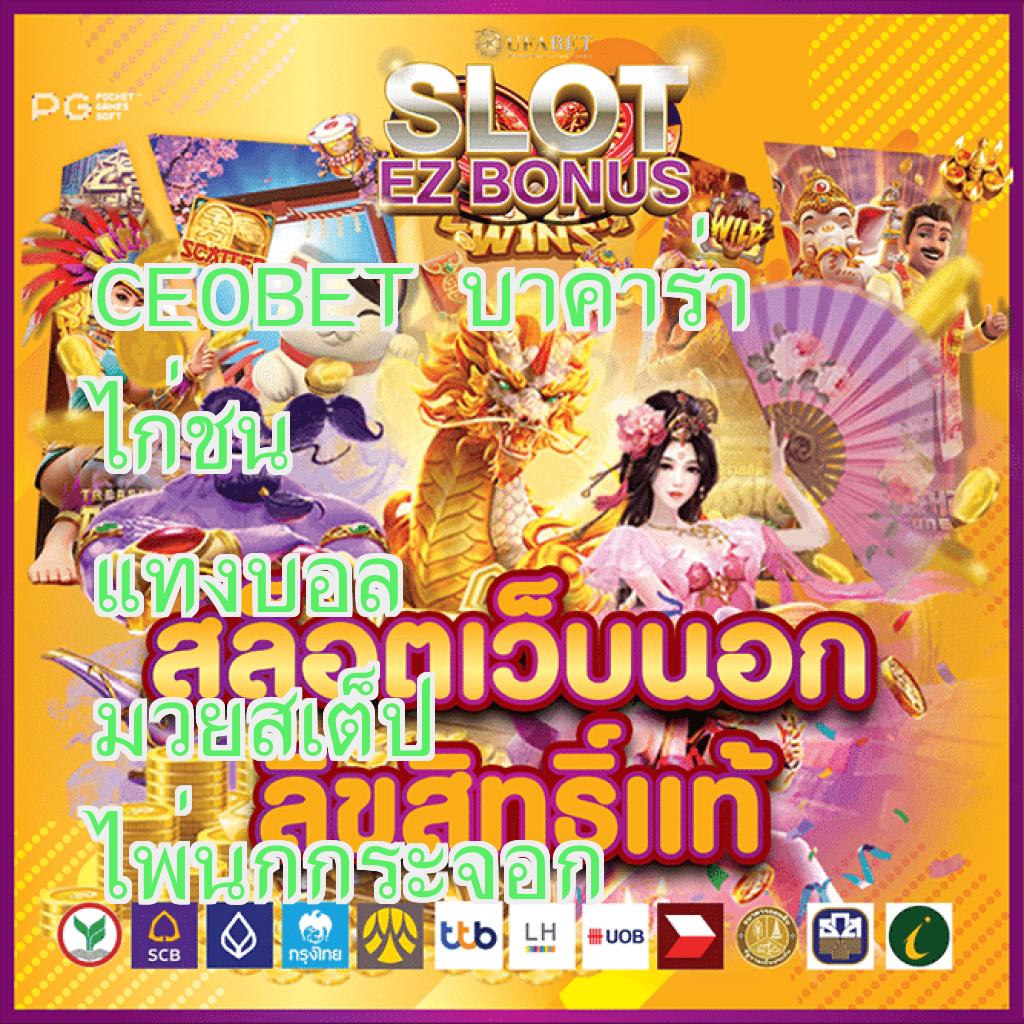 UFABET
PG POCKET GAMES SOFT
SLOT
EZ BONUS
WINS
WILD
SCATTER
CEOBET บาคาร่า
ไก่ชน
แทงบอล
สล็อตเว็บนอก
มวยสเต็ป
ลิขสิทธิ์แท้
ไพ่นกกระจอก
SCB
กรุงไทย
ttb
LH
UOB